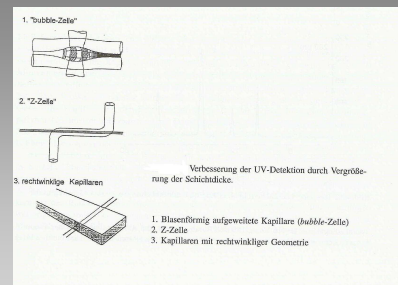 1. "bubble-Zelle"
2. "Z-Zelle"
3. rechtwinklige Kapillaren
Verbesserung der UV-Detektion durch Vergröße-
rung der Schichtdicke.
1. Blasenförmig aufgeweitete Kapillare (bubble-Zelle)
2. Z-Zelle
3. Kapillaren mit rechtwinkliger Geometrie